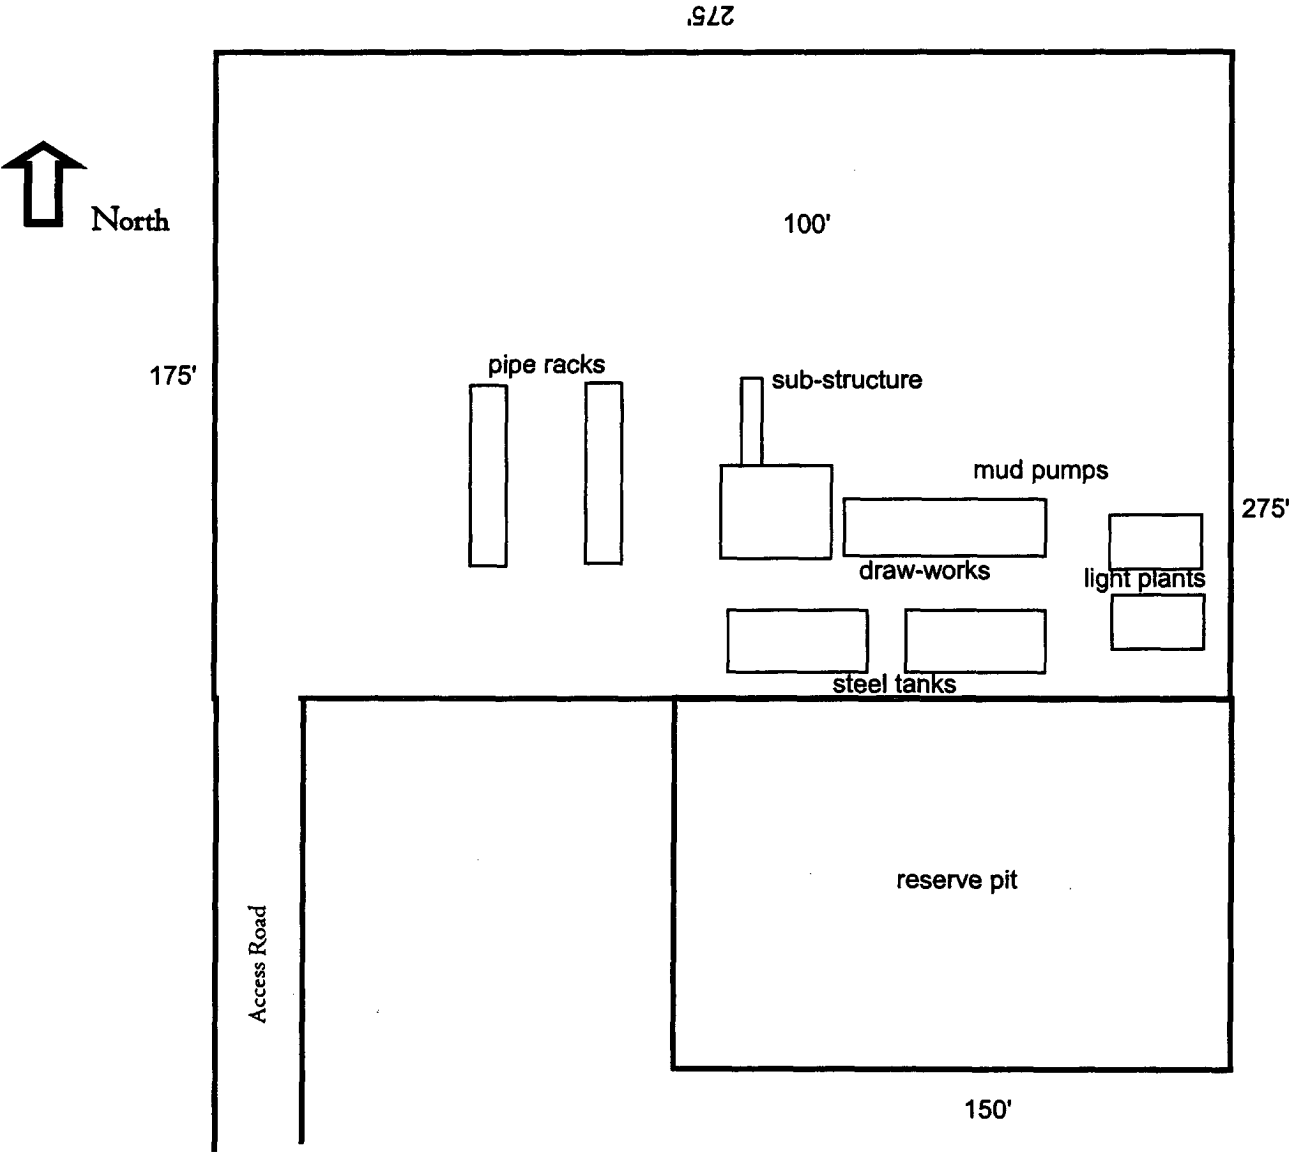 275'
North
100'
175'
pipe racks
sub-structure
mud pumps
275'
draw-works
light plants
steel tanks
reserve pit
Access Road
150'